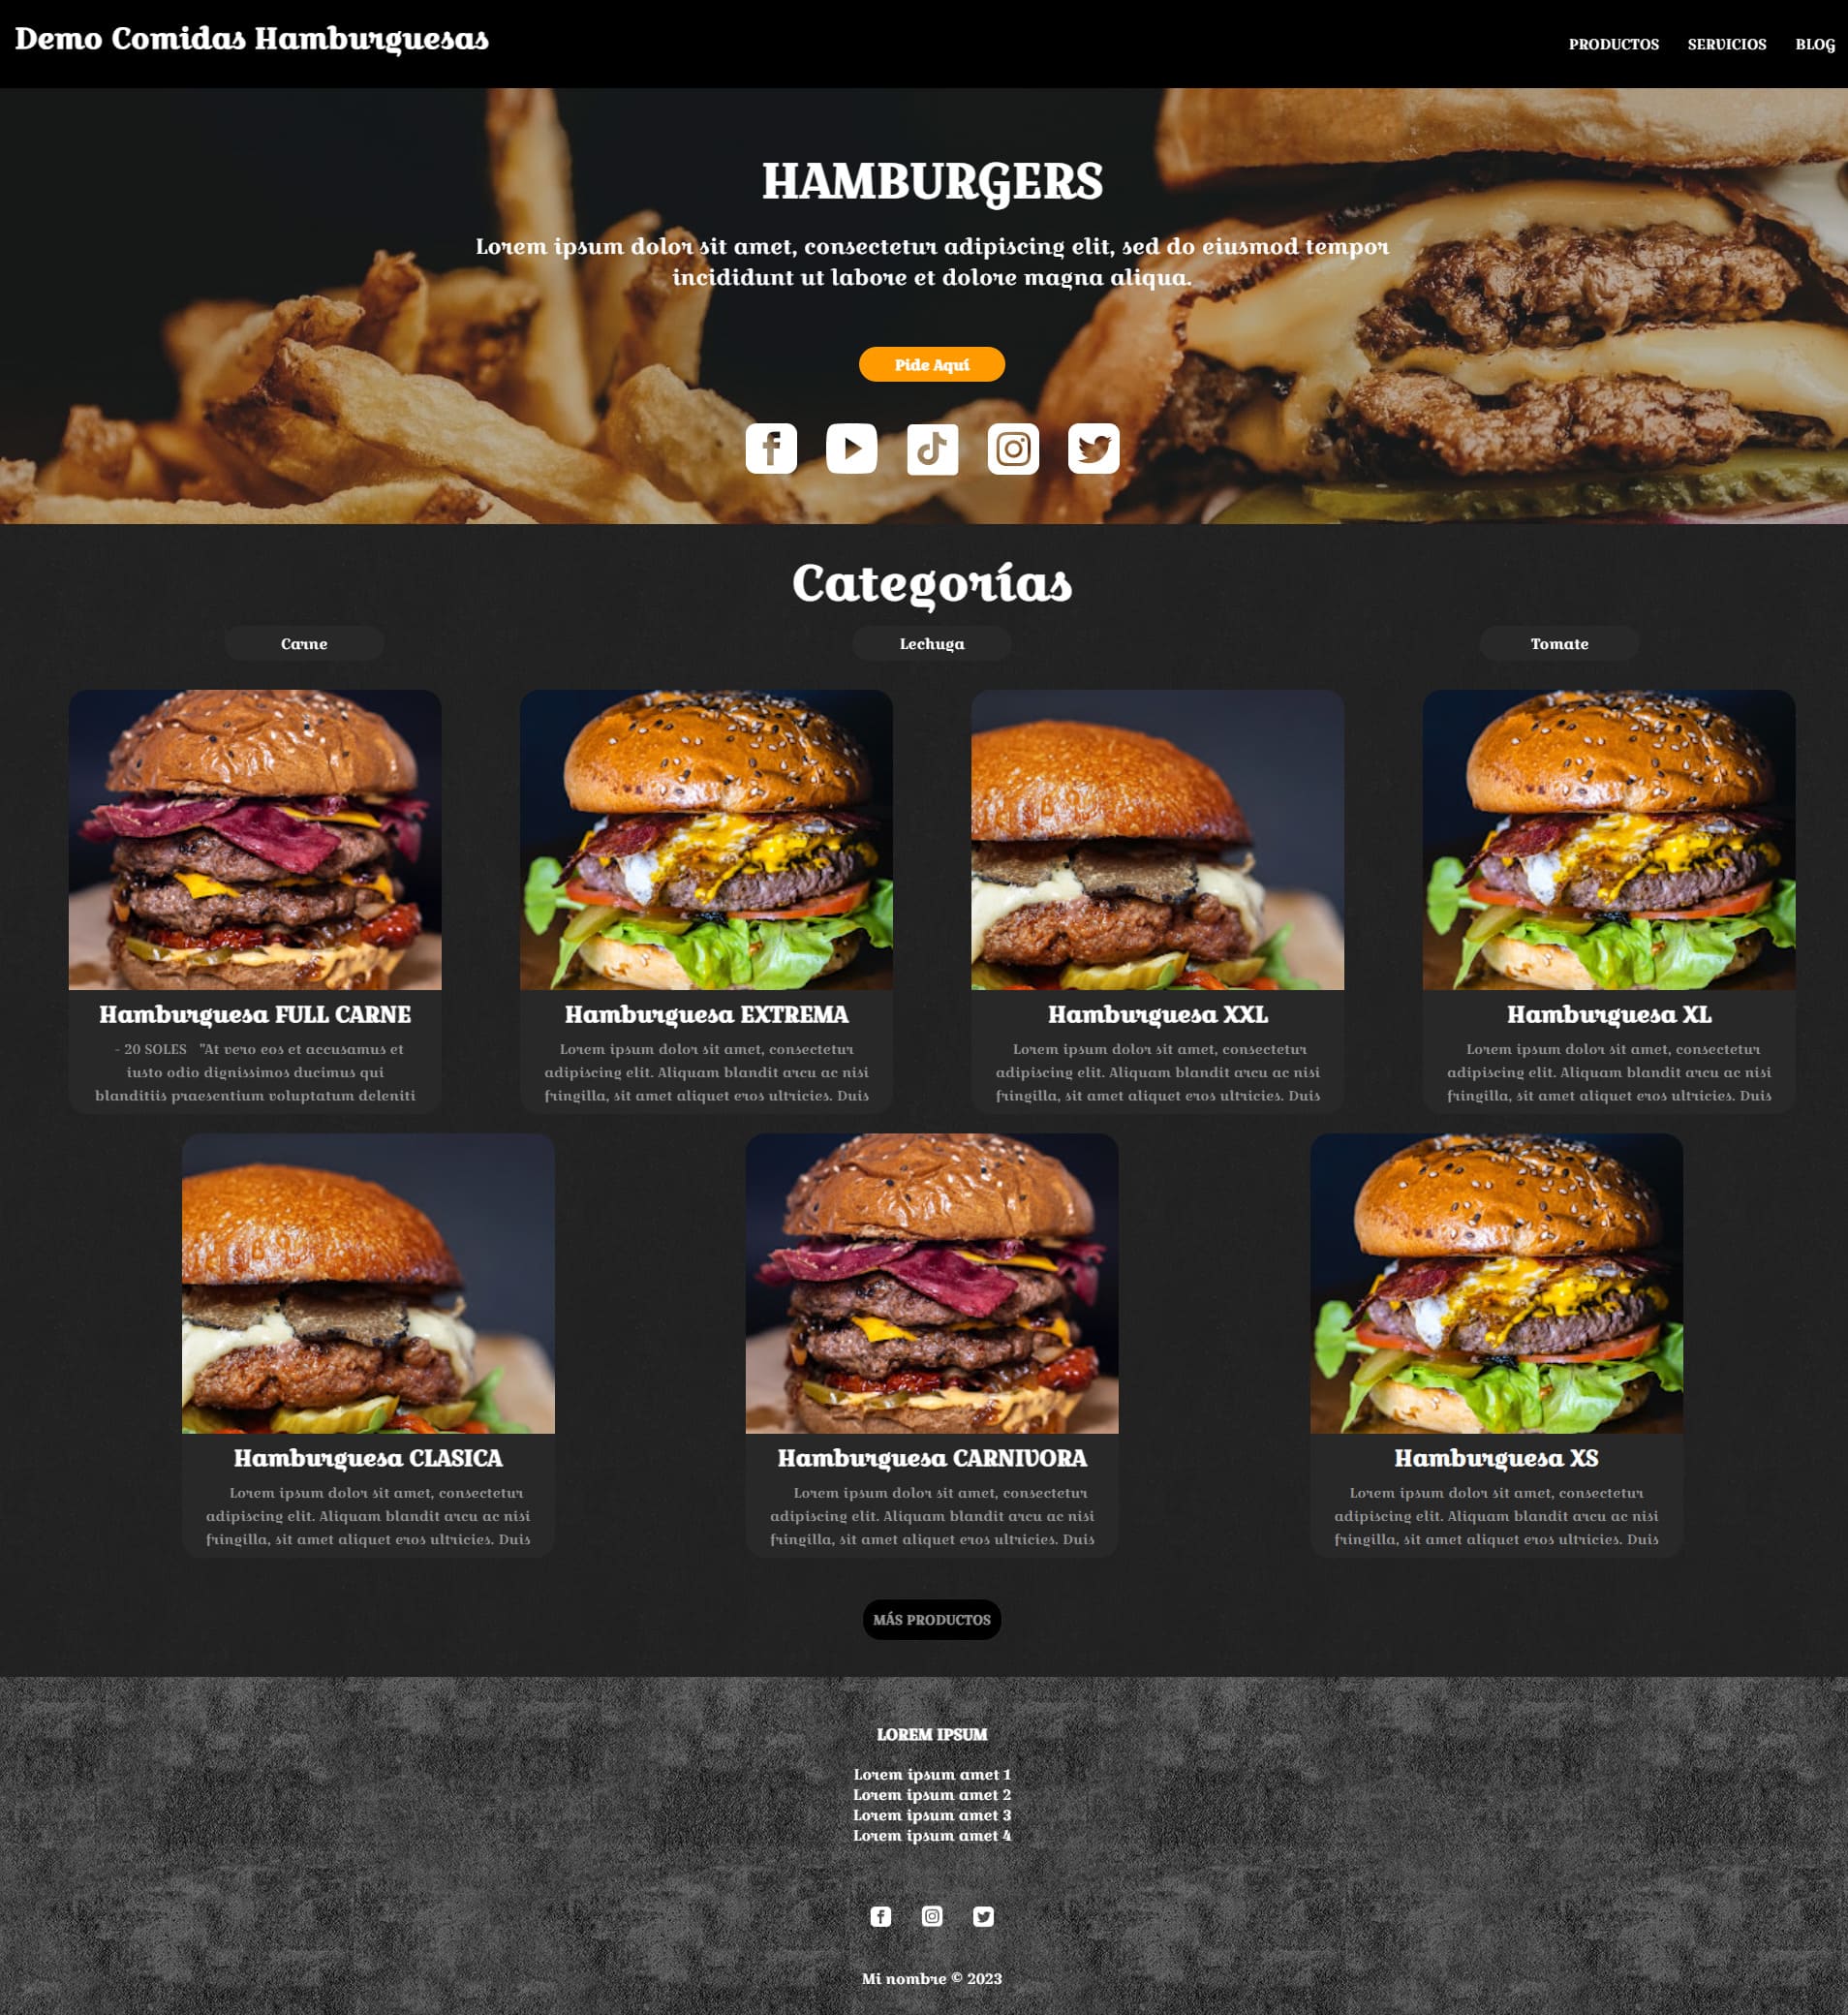 Demo Comidas Hamburguesas
PRODUCTOS SERVICIOS BLOG
HAMBURGERS
Lorem ipsum dolor sit amet, consectetur adipiscing elit, sed do eiusmod tempor
incididunt ut labore et dolore magna aliqua.
Pide Aquí
Categorías
Carne
Lechuga
Tomate
Hamburguesa FULL CARNE
- 20 SOLES "At vero eos et accusamus et
iusto odio dignissimos ducimus qui
blanditiis praesentium voluptatum deleniti
Hamburguesa EXTREMA
Lorem ipsum dolor sit amet, consectetur
adipiscing elit. Aliquam blandit arcu ac nisi
fringilla, sit amet aliquet eros ultricies. Duis
Hamburguesa XXL
Lorem ipsum dolor sit amet, consectetur
adipiscing elit. Aliquam blandit arcu ac nisi
fringilla, sit amet aliquet eros ultricies. Duis
Hamburguesa XL
Lorem ipsum dolor sit amet, consectetur
adipiscing elit. Aliquam blandit arcu ac nisi
fringilla, sit amet aliquet eros ultricies. Duis
Hamburguesa CLASICA
Lorem ipsum dolor sit amet, consectetur
adipiscing elit. Aliquam blandit arcu ac nisi
fringilla, sit amet aliquet eros ultricies. Duis
Hamburguesa CARNIVORA
Lorem ipsum dolor sit amet, consectetur
adipiscing elit. Aliquam blandit arcu ac nisi
fringilla, sit amet aliquet eros ultricies. Duis
Hamburguesa XS
Lorem ipsum dolor sit amet, consectetur
adipiscing elit. Aliquam blandit arcu ac nisi
fringilla, sit amet aliquet eros ultricies. Duis
MÁS PRODUCTOS
LOREM IPSUM
Lorem ipsum amet 1
Lorem ipsum amet 2
Lorem ipsum amet 3
Lorem ipsum amet 4
Mi nombre © 2023